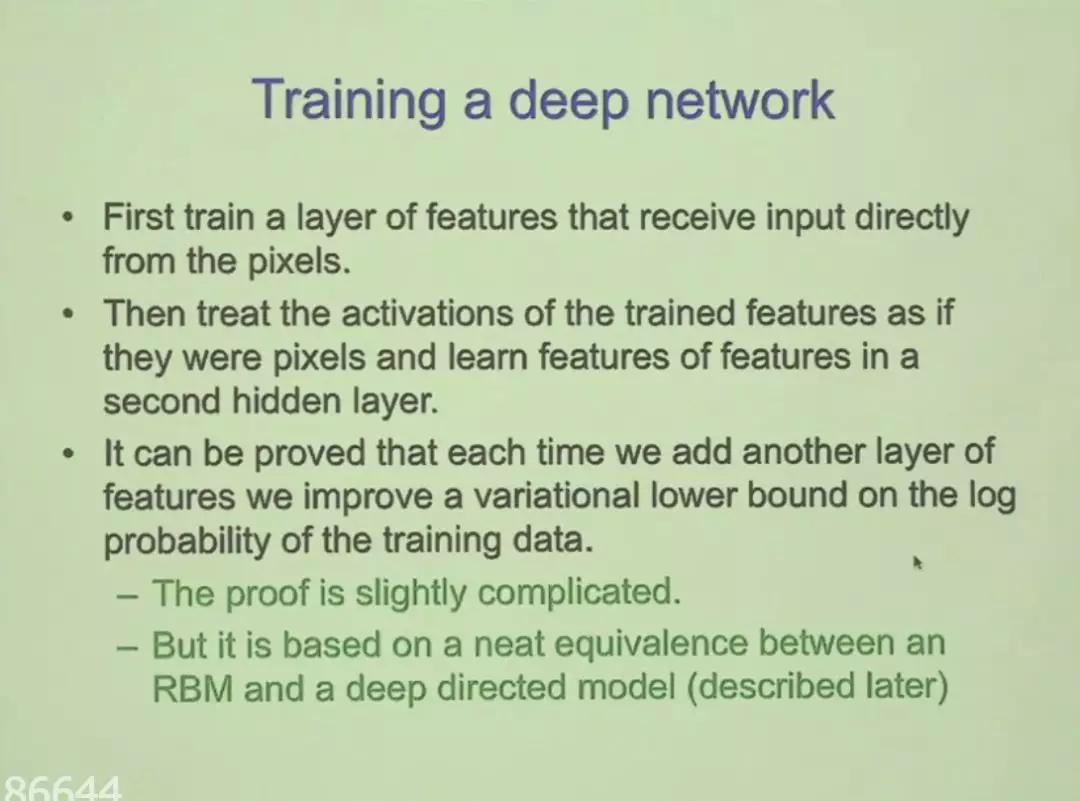 Training a deep network
• First train a layer of features that receive input directly
from the pixels.
• Then treat the activations of the trained features as if
they were pixels and learn features of features in a
second hidden layer.
• It can be proved that each time we add another layer of
features we improve a variational lower bound on the log
probability of the training data.
– The proof is slightly complicated.
– But it is based on a neat equivalence between an
RBM and a deep directed model (described later)
86644